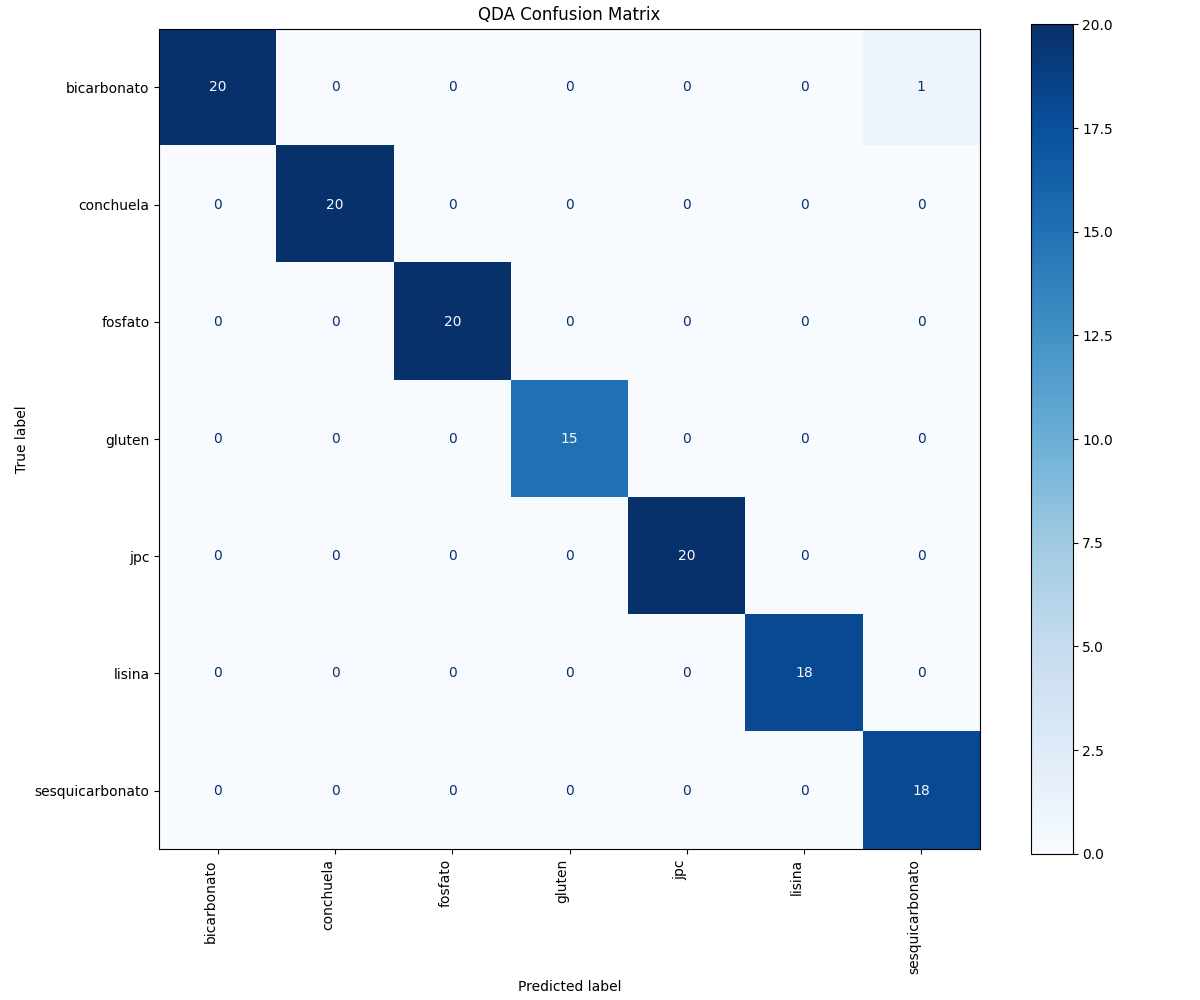 QDA Confusion Matrix
True label
bicarbonato 20 0 0 0 0 0 1
conchuela 0 20 0 0 0 0 0
fosfato 0 0 20 0 0 0 0
gluten 0 0 0 15 0 0 0
jpc 0 0 0 0 20 0 0
lisina 0 0 0 0 0 18 0
sesquicarbonato 0 0 0 0 0 0 18
bicarbonato conchuela fosfato gluten jpc lisina sesquicarbonato
Predicted label
20.0
17.5
15.0
12.5
10.0
7.5
5.0
2.5
0.0